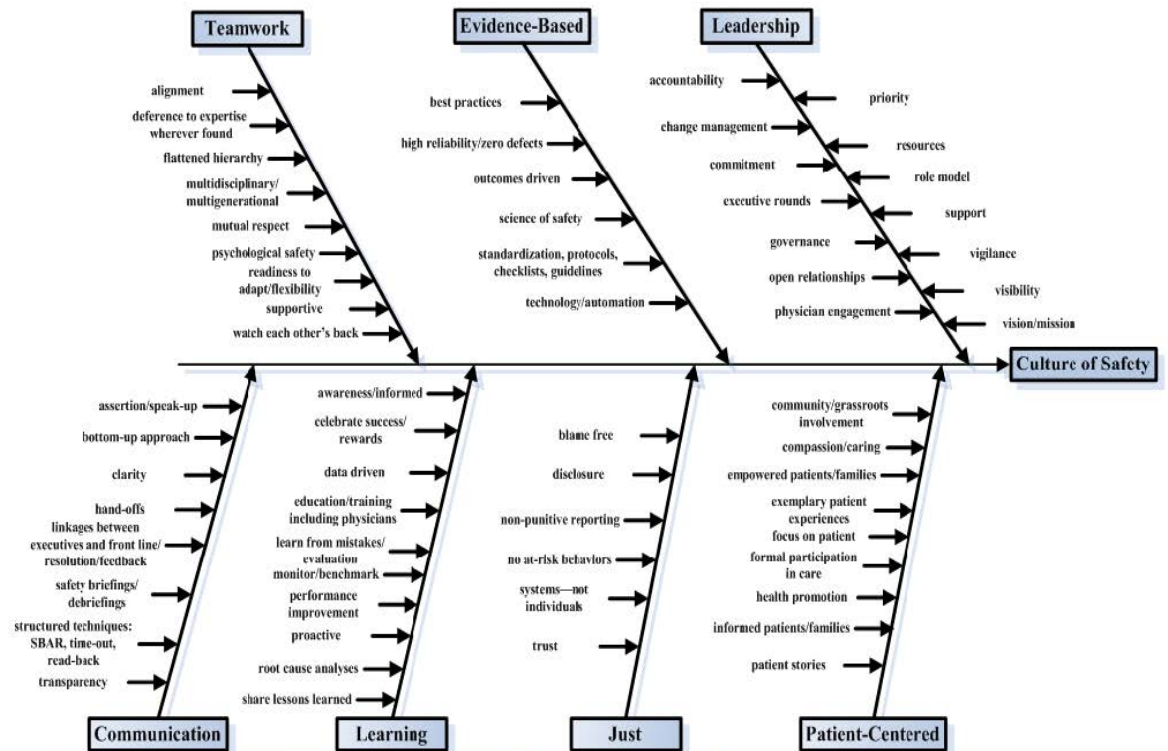 Teamwork
Evidence-Based
Leadership
alignment
deference to expertise
wherever found
flattened hierarchy
multidisciplinary/
multigenerational
mutual respect
psychological safety
readiness to
adapt/flexibility
supportive
watch each other's back
best practices
high reliability/zero defects
outcomes driven
science of safety
standardization, protocols,
checklists, guidelines
technology/automation
accountability
change management
commitment
executive rounds
governance
open relationships
physician engagement
priority
resources
role model
support
vigilance
visibility
vision/mission
Culture of Safety
assertion/speak-up
bottom-up approach
clarity
hand-offs
linkages between
executives and front line/
resolution/feedback
safety briefings/
debriefings
structured techniques:
SBAR, time-out,
read-back
transparency
awareness/informed
celebrate success/
rewards
data driven
education/training
including physicians
learn from mistakes/
evaluation
monitor/benchmark
performance
improvement
proactive
root cause analyses
share lessons learned
blame free
disclosure
non-punitive reporting
no at-risk behaviors
systems—not
individuals
trust
community/grassroots
involvement
compassion/caring
empowered patients/families
exemplary patient
experiences
focus on patient
formal participation
in care
health promotion
informed patients/families
patient stories
Communication
Learning
Just
Patient-Centered